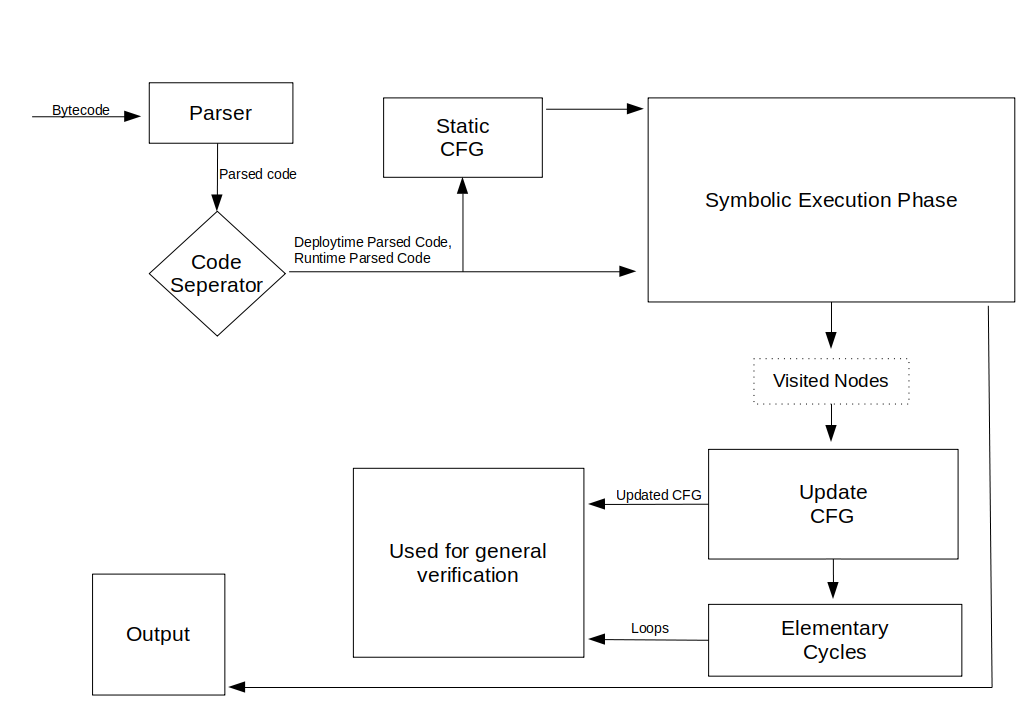 Bytecode
Parser
Parsed code
Static
CFG
Symbolic Execution Phase
Deploytime Parsed Code,
Runtime Parsed Code
Code
Seperator
Visited Nodes
Update
CFG
Updated CFG
Used for general
verification
Loops
Elementary
Cycles
Output